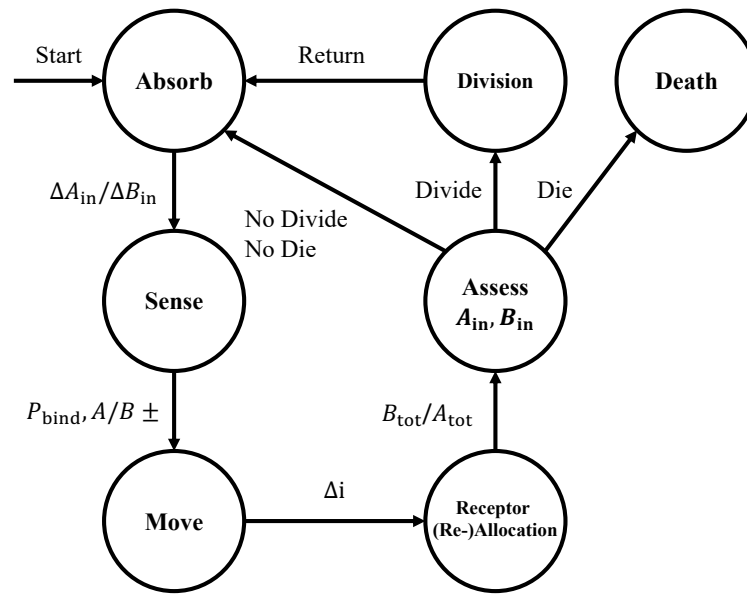 Start
Absorb
Return
Division
Death
ΔA_in/ΔB_in
No Divide
No Die
Divide
Die
Sense
Assess
A_in, B_in
P_bind, A/B ±
B_tot/A_tot
Move
Δi
Receptor
(Re-)Allocation